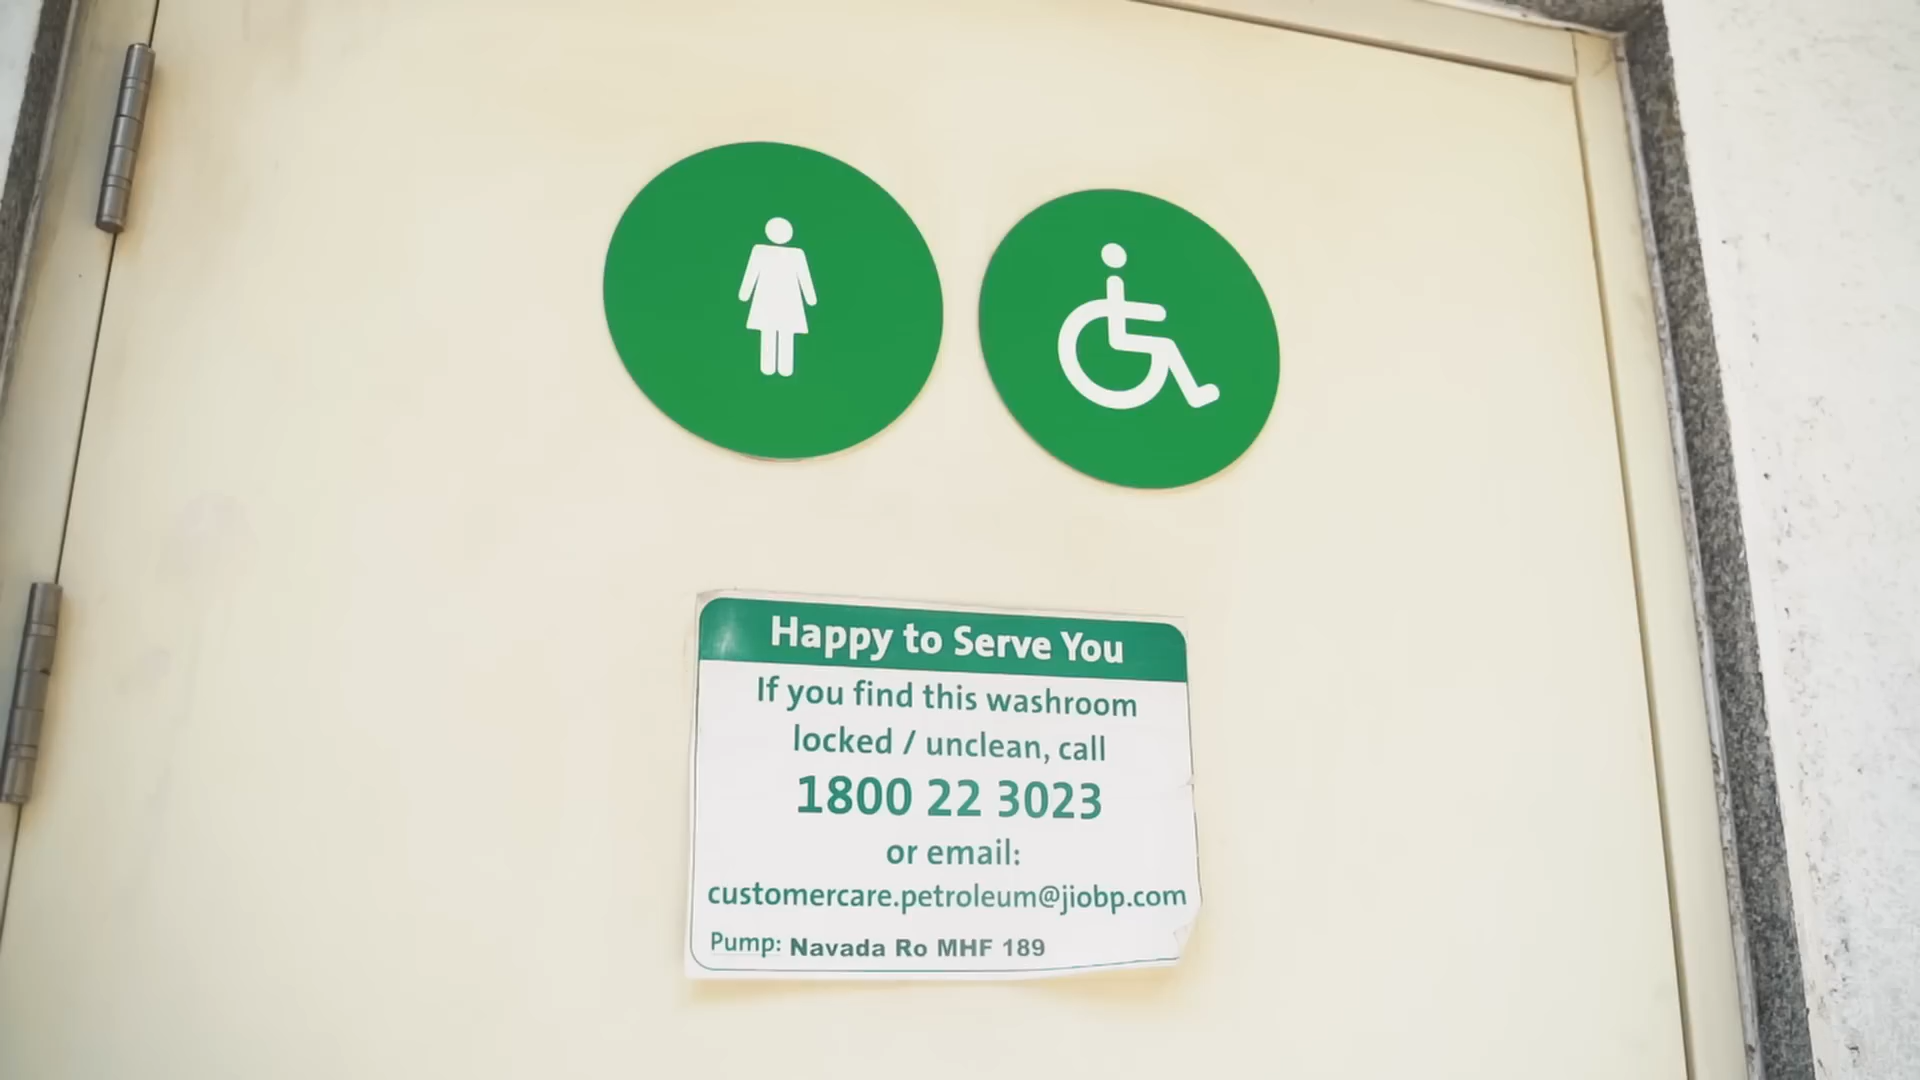 Happy to Serve You
If you find this washroom
locked / unclean, call
1800 22 3023
or email:
customercare.petroleum@jiobp.com
Pump: Navada Ro MHF 189